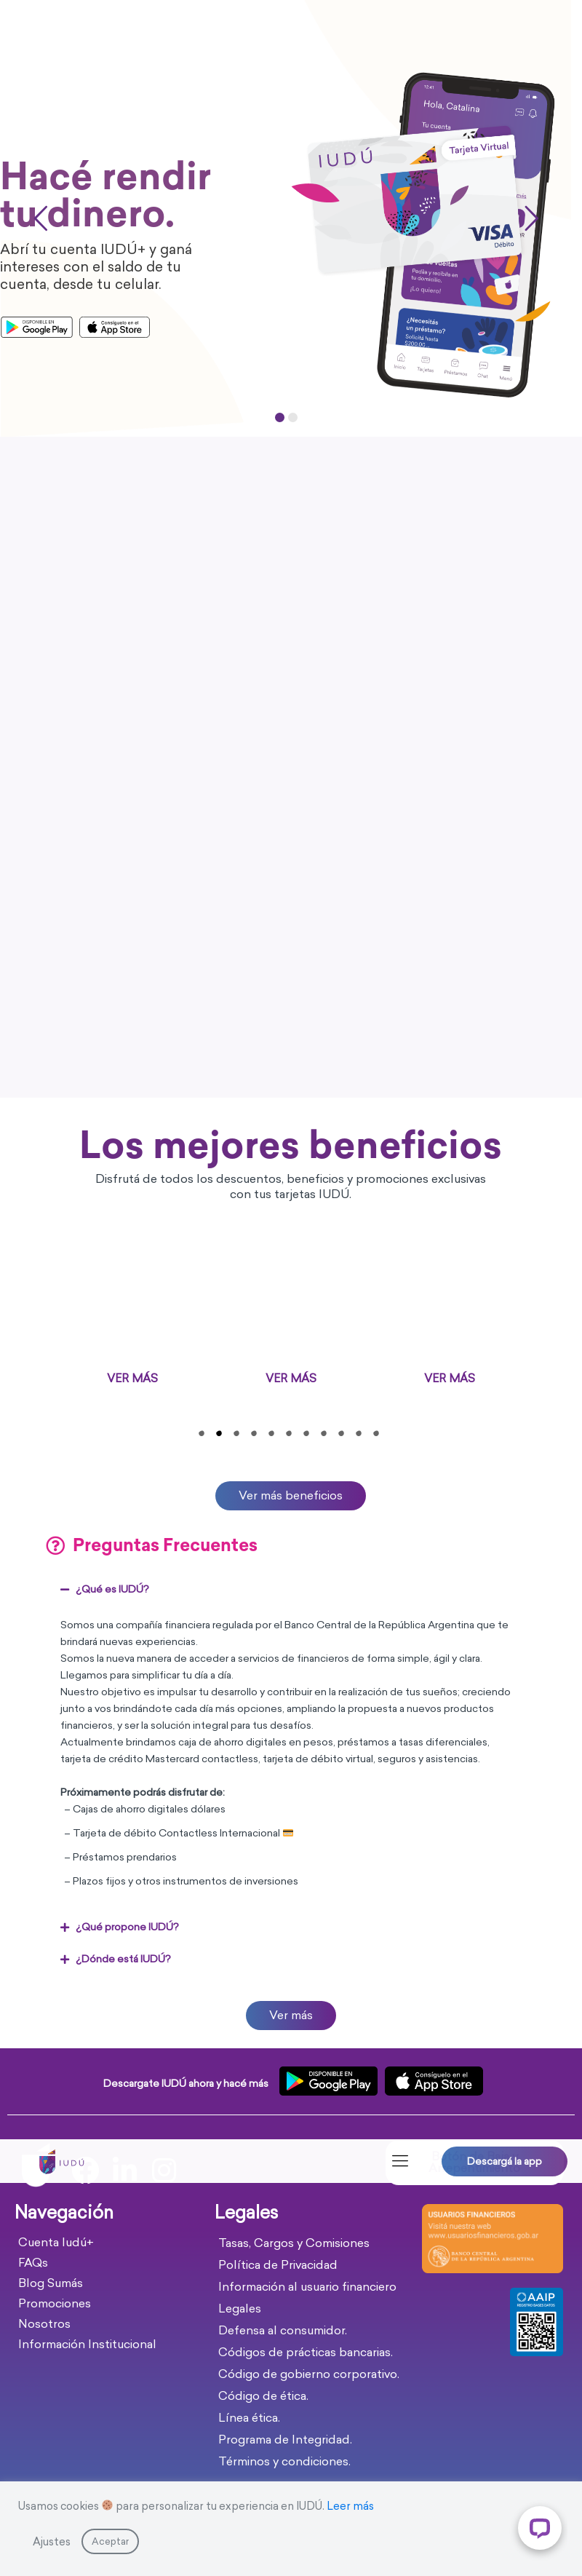 Hacé rendir
tu dinero.
Abrí tu cuenta IUDÚ+ y ganá
intereses con el saldo de tu
cuenta, desde tu celular.
DISPONIBLE EN
Google Play
Consíguelo en el
App Store
12:41
Hola, Catalina
Tu cuenta
IUDÚ
Tarjeta Virtual
VISA
Débito
Pedíla y recibíla en
tu domicilio.
¡Lo quiero!
¿Necesitás
un préstamo?
Solicitá hasta
$200.00
Inicio
Tarjetas
Préstamos
Chat
Menú
Los mejores beneficios
Disfrutá de todos los descuentos, beneficios y promociones exclusivas
con tus tarjetas IUDÚ.
VER MÁS
VER MÁS
VER MÁS
Ver más beneficios
Preguntas Frecuentes
¿Qué es IUDÚ?
Somos una compañía financiera regulada por el Banco Central de la República Argentina que te
brindará nuevas experiencias.
Somos la nueva manera de acceder a servicios de financieros de forma simple, ágil y clara.
Llegamos para simplificar tu día a día.
Nuestro objetivo es impulsar tu desarrollo y contribuir en la realización de tus sueños; creciendo
junto a vos brindándote cada día más opciones, ampliando la propuesta a nuevos productos
financieros, y ser la solución integral para tus desafíos.
Actualmente brindamos caja de ahorro digitales en pesos, préstamos a tasas diferenciales,
tarjeta de crédito Mastercard contactless, tarjeta de débito virtual, seguros y asistencias.
Próximamente podrás disfrutar de:
– Cajas de ahorro digitales dólares
– Tarjeta de débito Contactless Internacional 💳
– Préstamos prendarios
– Plazos fijos y otros instrumentos de inversiones
¿Qué propone IUDÚ?
¿Dónde está IUDÚ?
Ver más
Descargate IUDÚ ahora y hacé más
DISPONIBLE EN
Google Play
Consíguelo en el
App Store
IUDÚ
Descargá la app
Navegación
Cuenta Iudú+
FAQs
Blog Sumás
Promociones
Nosotros
Información Institucional
Legales
Tasas, Cargos y Comisiones
Política de Privacidad
Información al usuario financiero
Legales
Defensa al consumidor.
Códigos de prácticas bancarias.
Código de gobierno corporativo.
Código de ética.
Línea ética.
Programa de Integridad.
Términos y condiciones.
USUARIOS FINANCIEROS
Visitá nuestra web
www.usuariosfinancieros.gob.ar
BANCO CENTRAL
DE LA REPÚBLICA ARGENTINA
AAIP
REGISTRO BASES DATOS
Usamos cookies 🍪 para personalizar tu experiencia en IUDÚ. Leer más
Ajustes
Aceptar